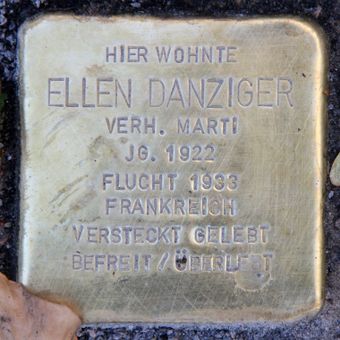 HIER WOHNTE
ELLEN DANZIGER
VERH. MARTI
JG. 1922
FLUCHT 1933
FRANKREICH
VERSTECKT GELEBT
BEFREIT / ÜBERLEBT